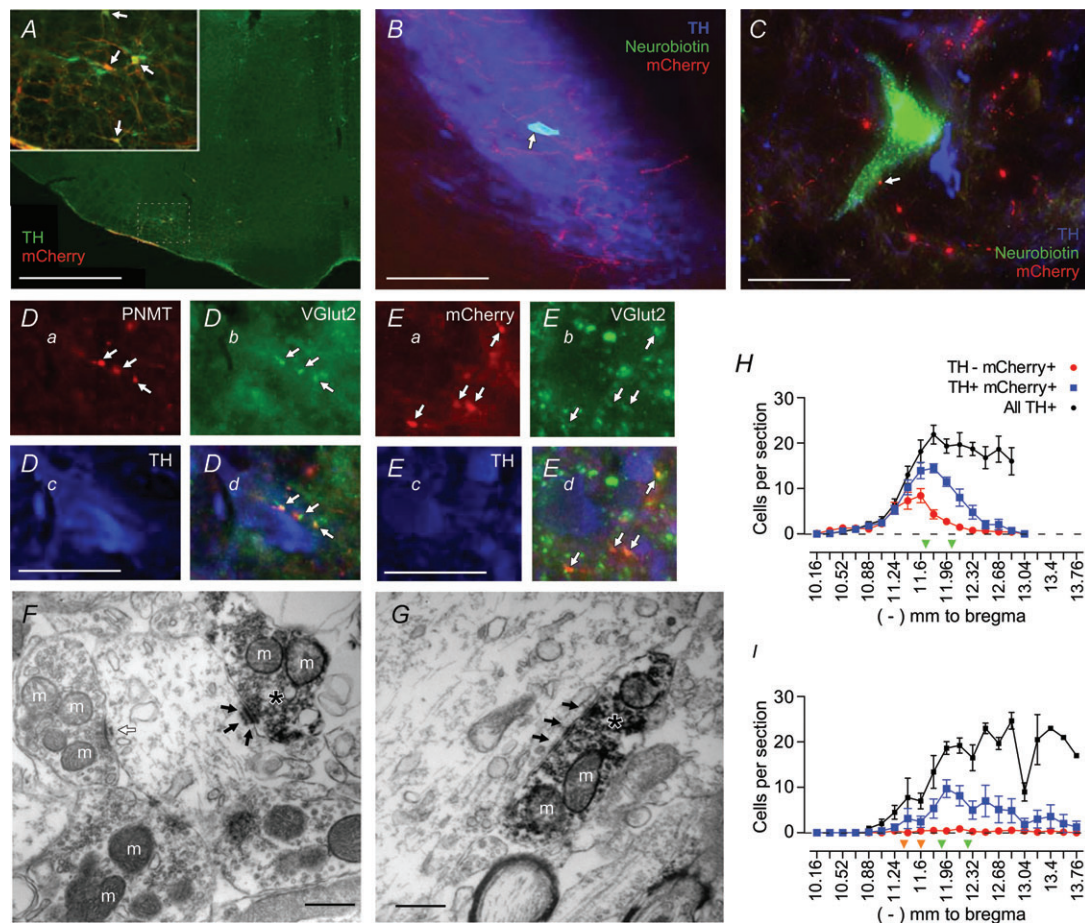 A
TH
mCherry
B
TH
Neurobiotin
mCherry
C
TH
Neurobiotin
mCherry
D PNMT
a
D VGlut2
b
E mCherry
a
E VGlut2
b
D TH
c
D
d
E TH
c
E
d
F
m
m
m
*
m
m
m
m
m
G
*
m
m
H
TH - mCherry+
TH+ mCherry+
All TH+
30
20
10
0
Cells per section
10.16
10.52
10.88
11.24
11.6
11.96
12.32
12.68
13.04
13.4
13.76
( - ) mm to bregma
I
30
20
10
0
Cells per section
10.16
10.52
10.88
11.24
11.6
11.96
12.32
12.68
13.04
13.4
13.76
( - ) mm to bregma